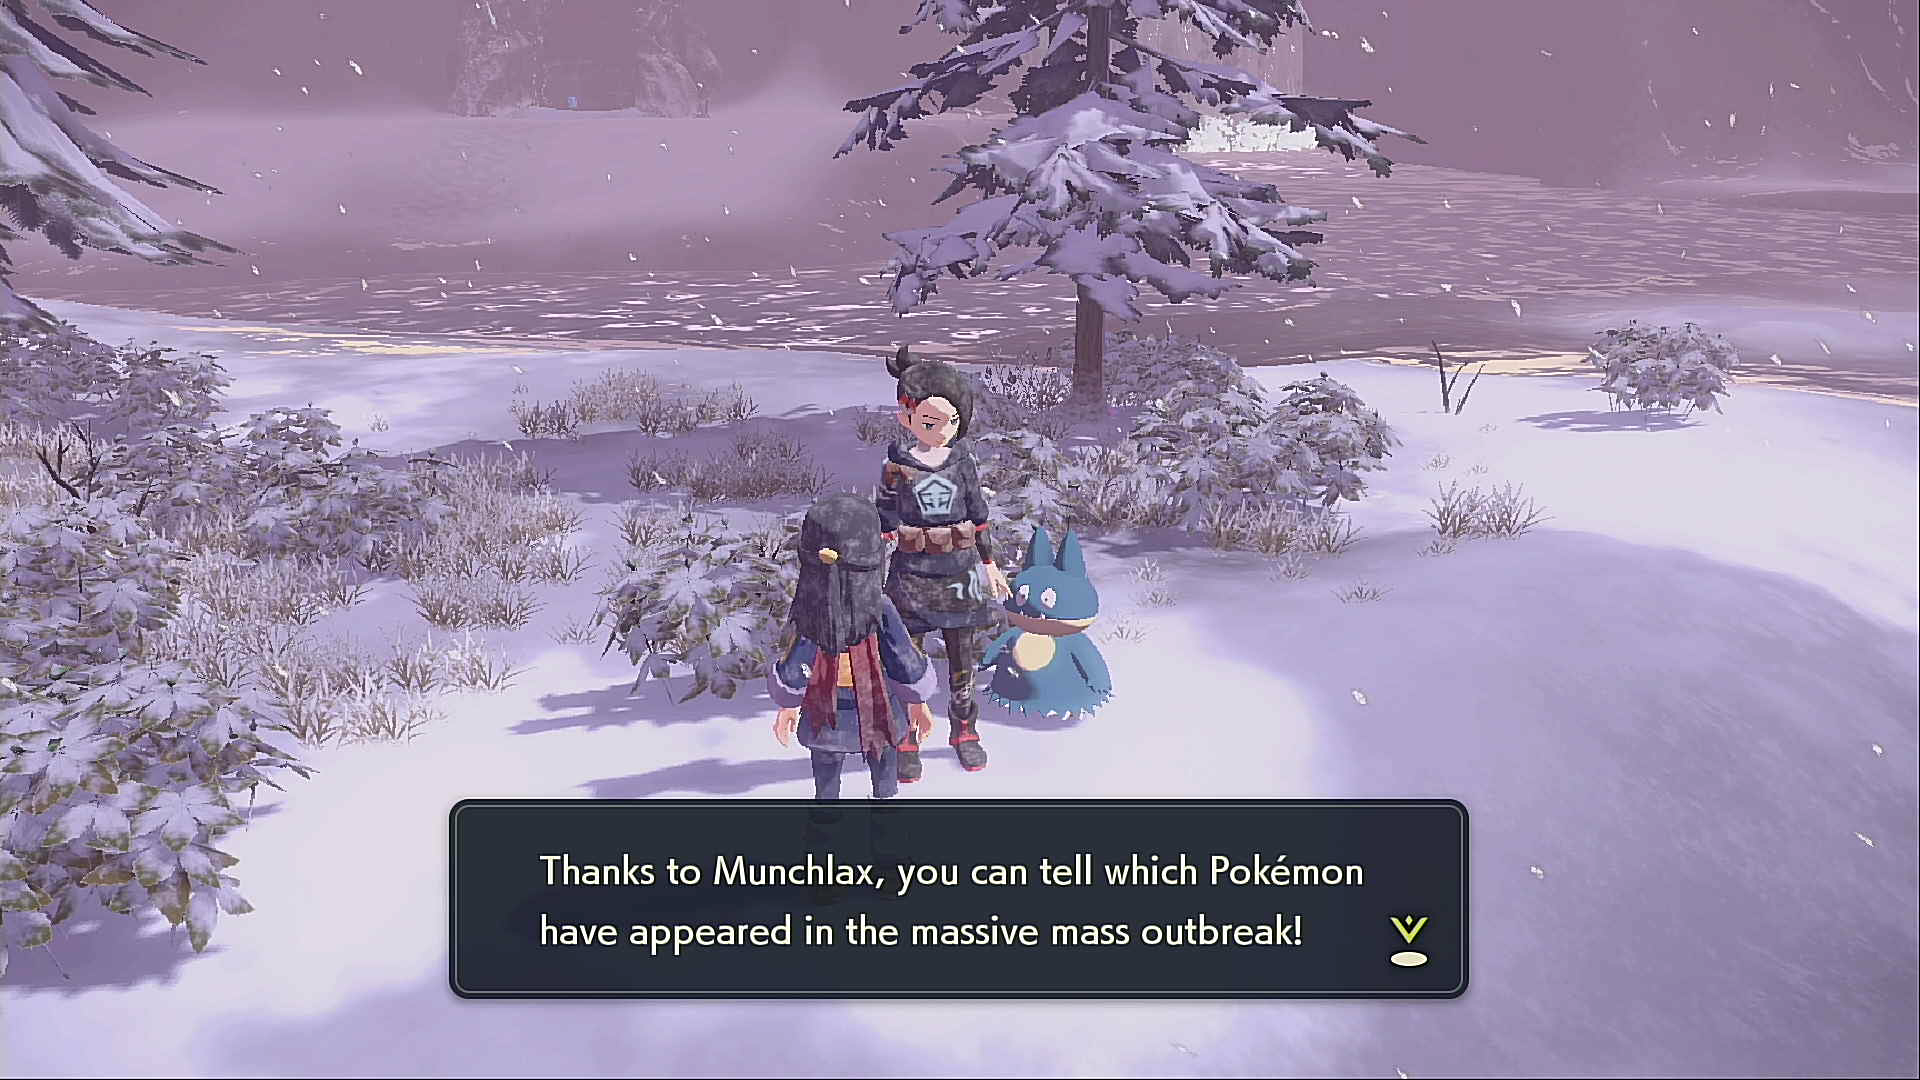 Thanks to Munchlax, you can tell which Pokémon
have appeared in the massive mass outbreak!